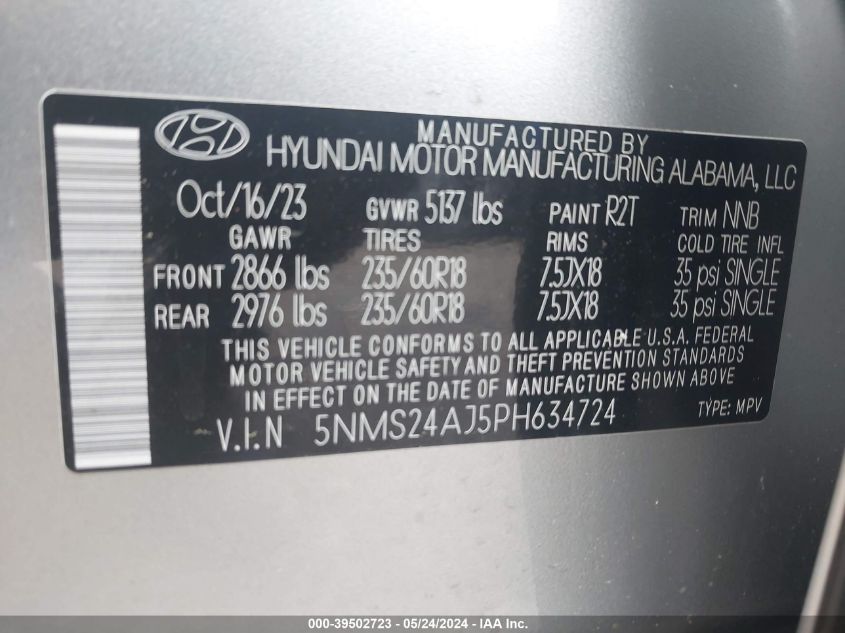 MANUFACTURED BY
HYUNDAI MOTOR MANUFACTURING ALABAMA, LLC
Oct/16/23 GVWR 5137 lbs PAINT R2T TRIM NNB
GAWR TIRES RIMS COLD TIRE INFL
FRONT 2866 lbs 235/60R18 7.5JX18 35 psi SINGLE
REAR 2976 lbs 235/60R18 7.5JX18 35 psi SINGLE
THIS VEHICLE CONFORMS TO ALL APPLICABLE U.S.A. FEDERAL
MOTOR VEHICLE SAFETY AND THEFT PREVENTION STANDARDS
IN EFFECT ON THE DATE OF MANUFACTURE SHOWN ABOVE
V.I.N 5NMS24AJ5PH634724 TYPE: MPV
000-39502723 - 05/24/2024 - IAA Inc.